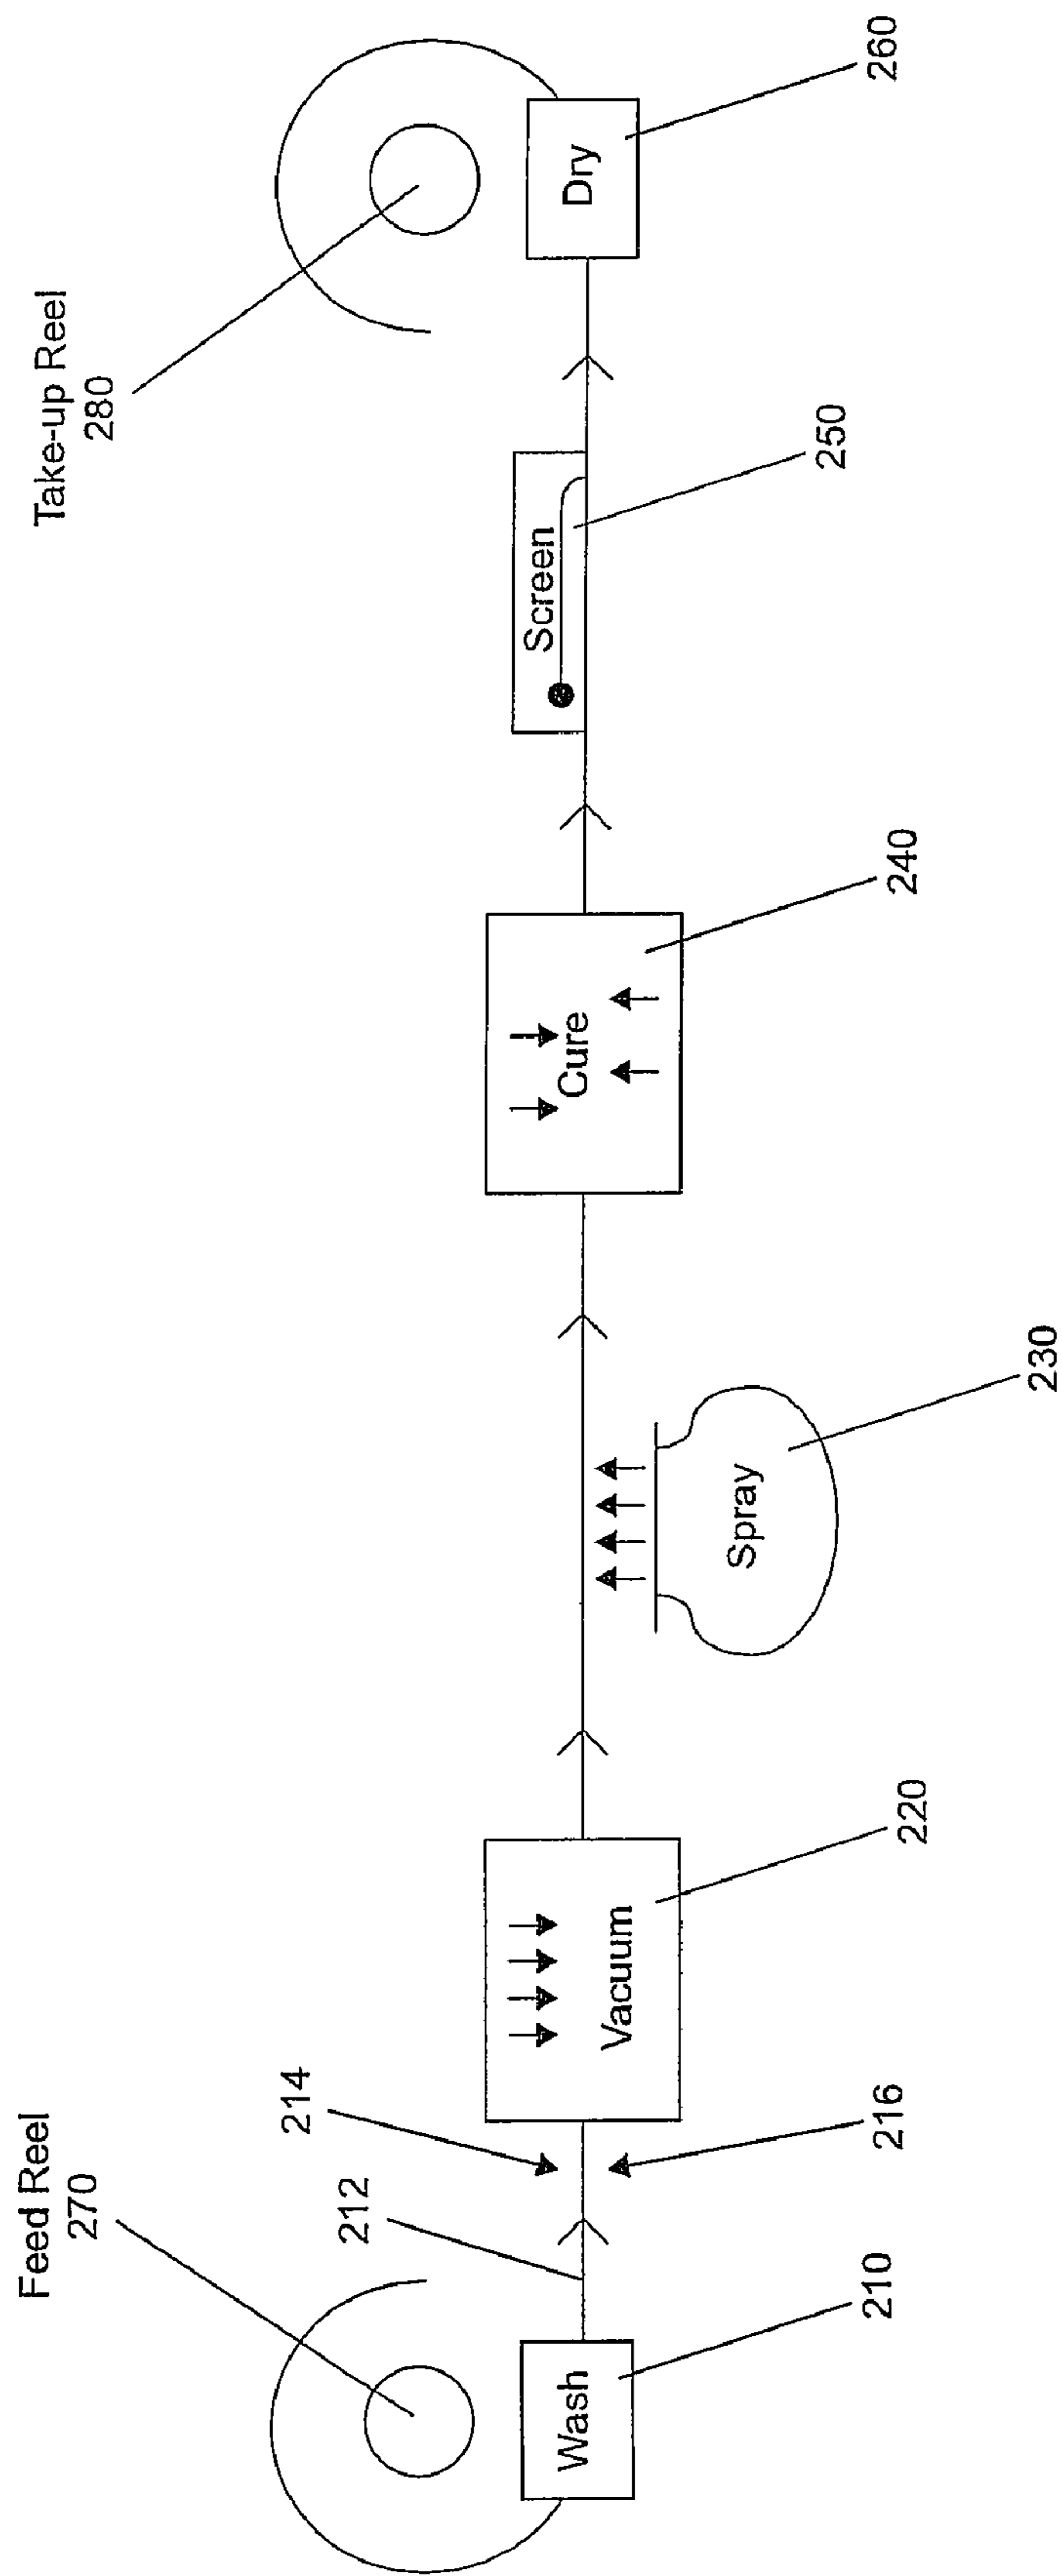 Feed Reel
270
Take-up Reel
280
214
212
Wash
Vacuum
Spray
Cure
Screen
Dry
210
216
220
230
240
250
260